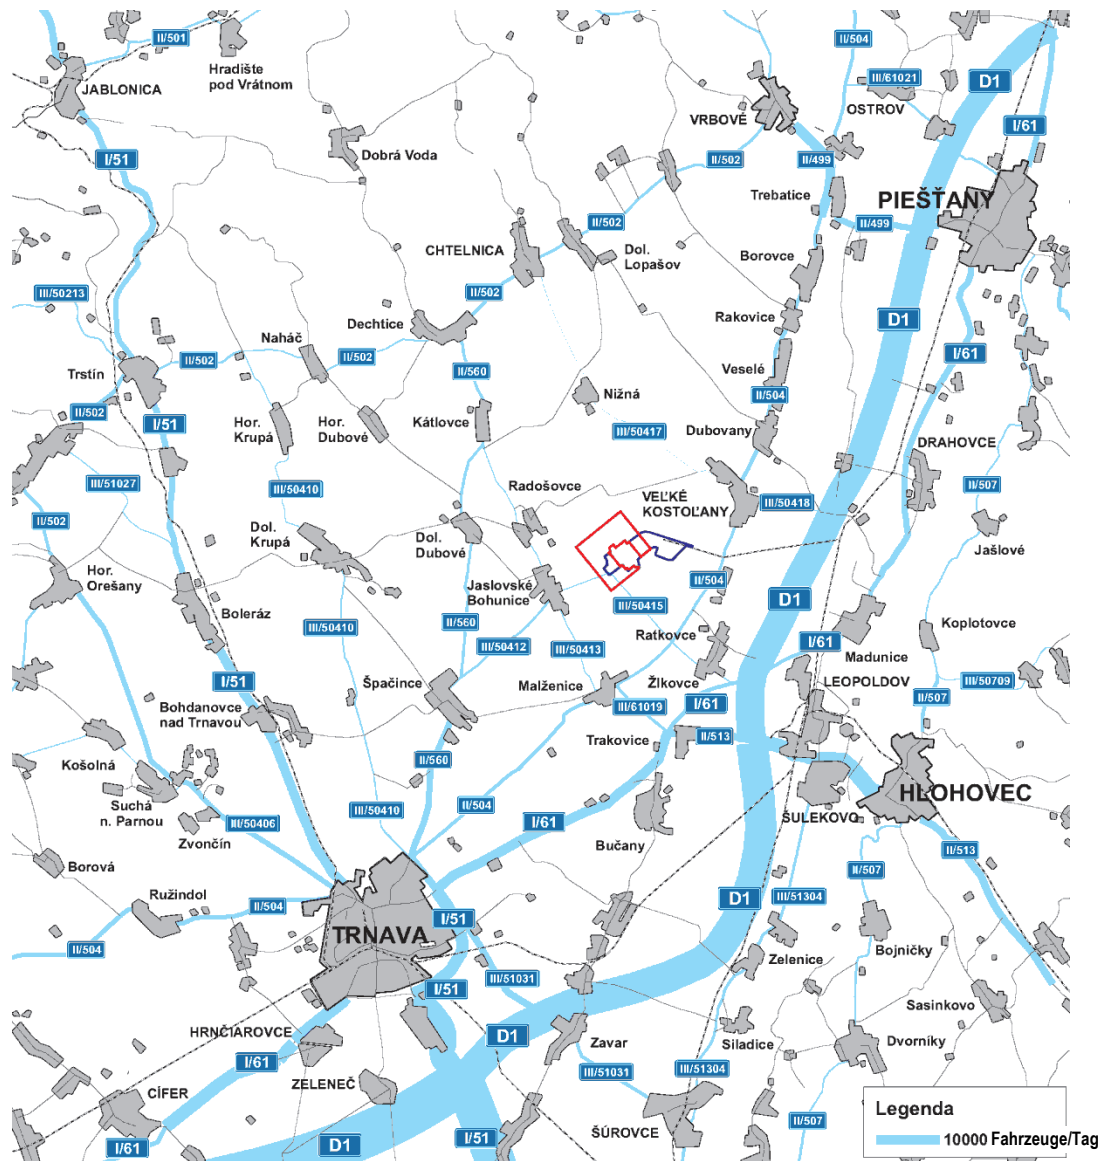 II/501
Hradište
pod Vrátnom
JABLONICA
II/504
III/61021
OSTROV
D1
I/61
VRBOVÉ
I/51
Dobrá Voda
II/502
II/499
Trebatice
PIEŠŤANY
II/499
II/502
CHTELNICA
Dol.
Lopašov
Borovce
III/50213
II/502
Dechtice
Rakovice
D1
Naháč
II/502
II/502
I/61
Trstín
II/560
Veselé
II/504
Nižná
II/502
I/51
Hor.
Krupá
Hor.
Dubové
Kátlovce
III/50417
Dubovany
DRAHOVCE
III/51027
III/50410
Radošovce
VEĽKÉ
KOSTOĽANY
III/50418
II/507
II/502
Dol.
Krupá
Dol.
Dubové
Jašlové
Hor.
Orešany
Jaslovské
Bohunice
II/504
D1
Boleráz
III/50410
II/560
III/50415
Ratkovce
I/61
Koplotovce
III/50412
III/50413
Madunice
I/51
Špačince
Malženice
Žlkovce
LEOPOLDOV
III/50709
II/507
Bohdanovce
nad Trnavou
III/61019
I/61
Trakovice
II/513
Košolná
II/560
HLOHOVEC
Suchá
n. Parnou
III/50410
II/504
III/50406
Zvončín
I/61
ŠULEKOVO
Bučany
II/513
Borová
II/507
Ružindol
II/504
I/51
D1
III/51304
TRNAVA
II/504
Zelenice
Bojničky
I/51
III/51031
Sasinkovo
HRNČIAROVCE
D1
Zavar
Siladice
Dvorníky
I/61
III/51031
III/51304
ZELENEČ
CÍFER
Legenda
10000 Fahrzeuge/Tag
II/507
I/61
D1
I/51
ŠÚROVCE